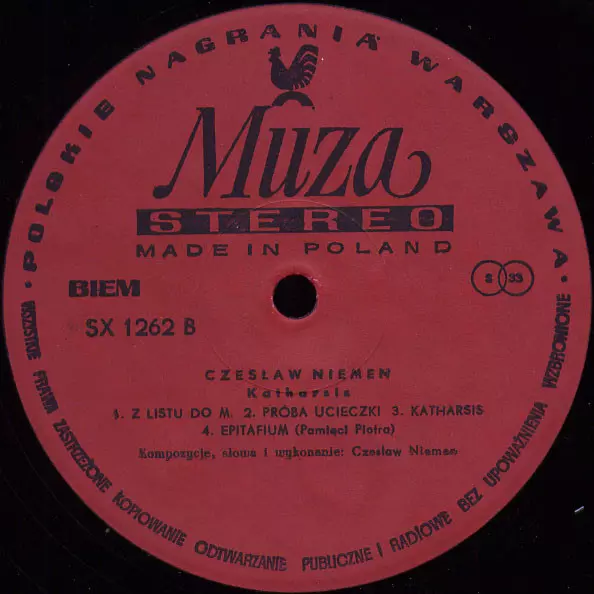 POLSKIE NAGRANIA WARSZAWA
Muza
STEREO
MADE IN POLAND
BIEM
S 33
SX 1262 B
CZESŁAW NIEMEN
Katharsis
1. Z LISTU DO M. 2. PRÓBA UCIECZKI 3. KATHARSIS
4. EPITAFIUM (Pamięci Piotra)
Kompozycje, słowa i wykonanie: Czesław Niemen
WSZYSTKIE PRAWA ZASTRZEŻONE KOPIOWANIE ODTWARZANIE PUBLICZNE I RADIOWE BEZ UPOWAŻNIENIA WZBRONIONE